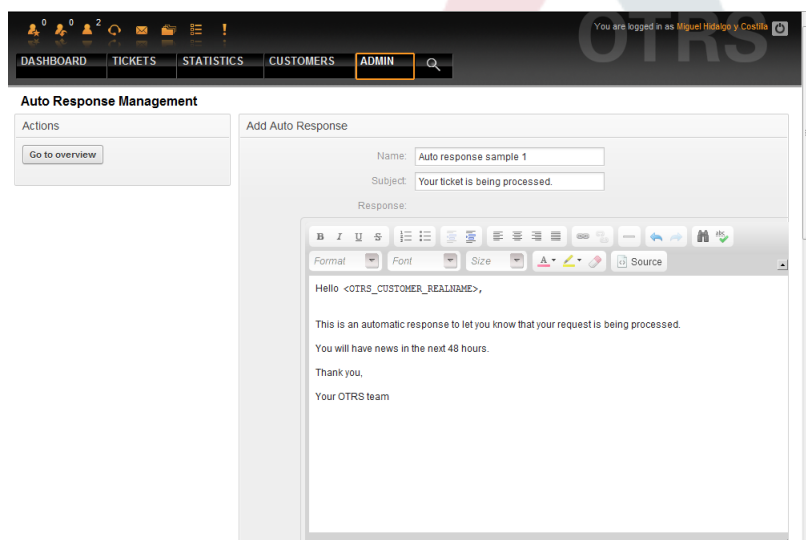 0 0 2
You are logged in as Miguel Hidalgo y Costilla
OTRS
DASHBOARD TICKETS STATISTICS CUSTOMERS ADMIN
Auto Response Management
Actions
Go to overview
Add Auto Response
Name: Auto response sample 1
Subject: Your ticket is being processed.
Response:
B I U S
ABC
Format Font Size A Source
Hello <OTRS_CUSTOMER_REALNAME>,
This is an automatic response to let you know that your request is being processed.
You will have news in the next 48 hours.
Thank you,
Your OTRS team